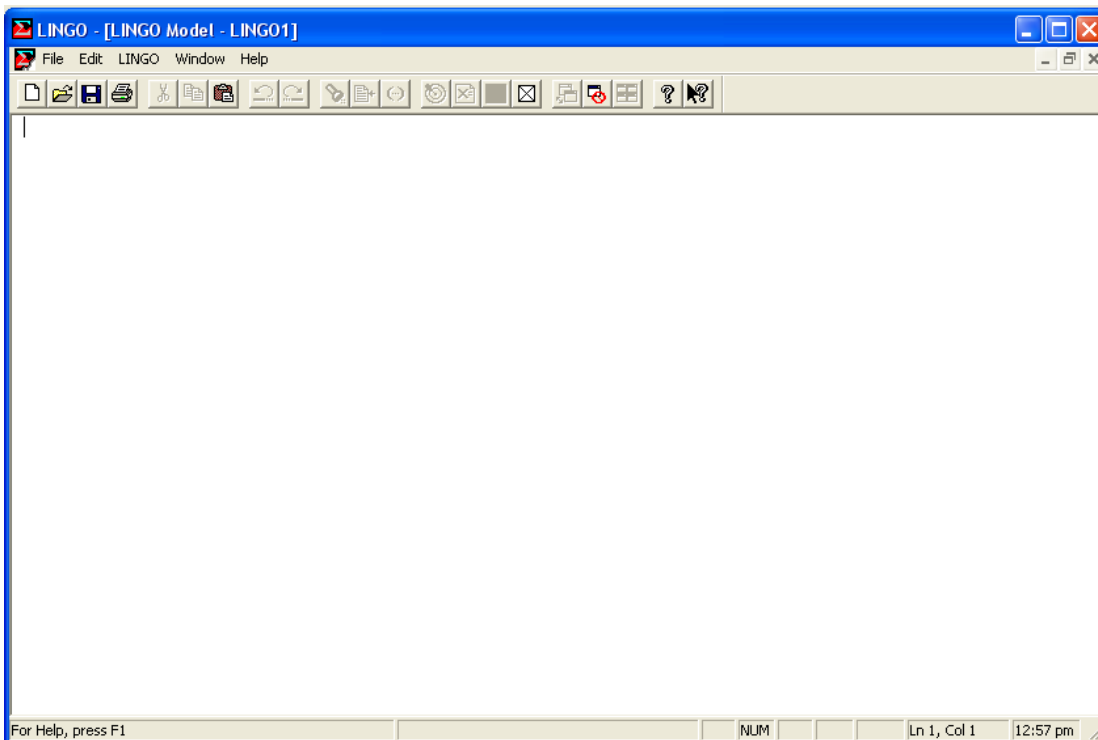 LINGO - [LINGO Model - LINGO1]
File Edit LINGO Window Help
For Help, press F1 NUM Ln 1, Col 1 12:57 pm